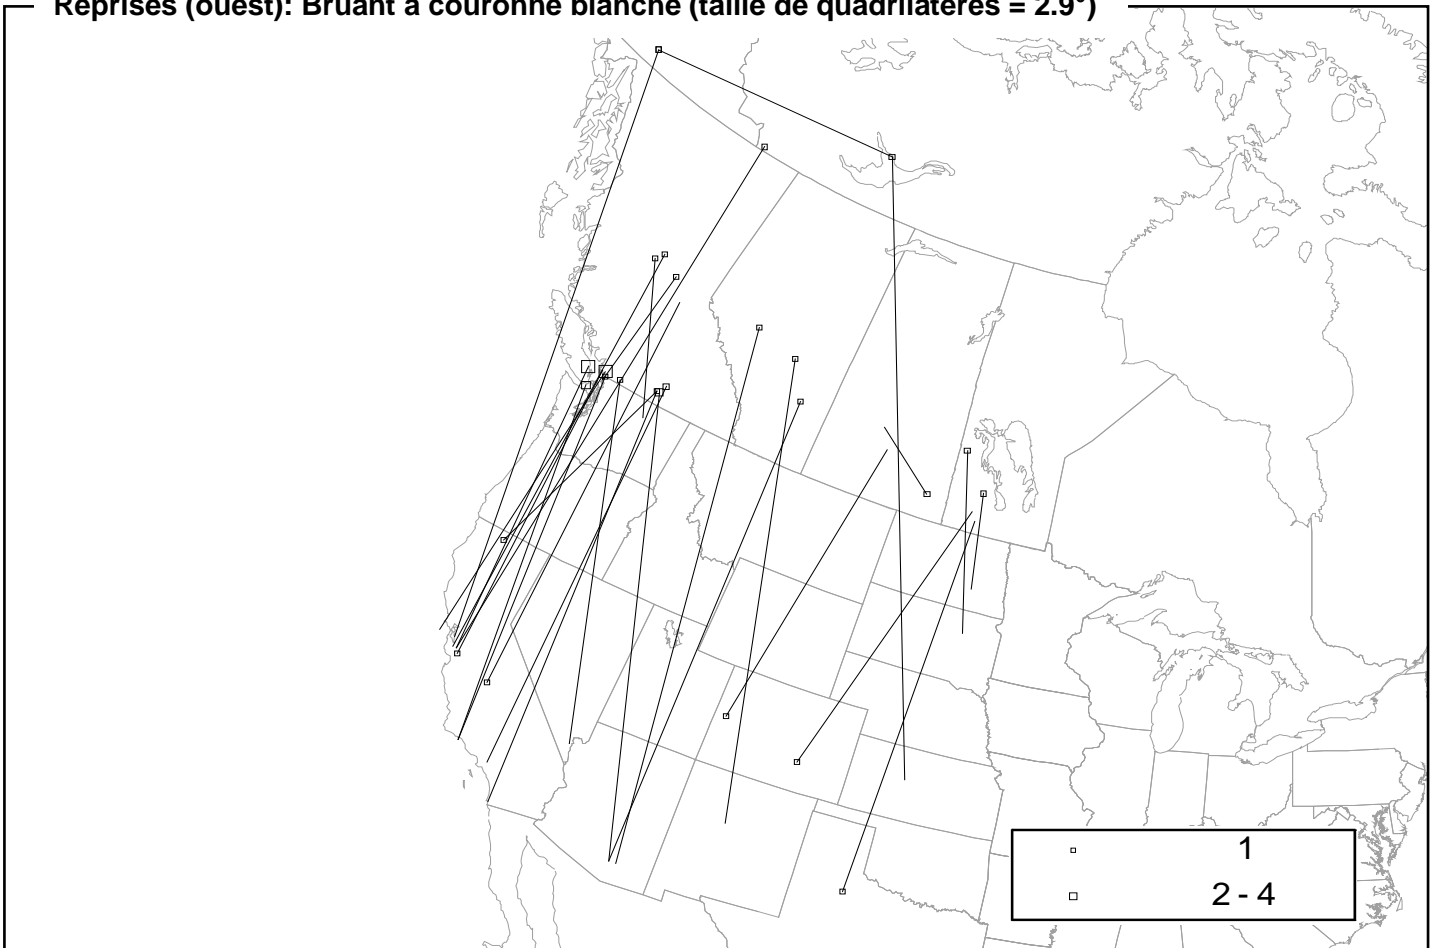 Reprises (ouest): Bruant à couronne blanche (taille de quadrilatères = 2.9°)
1
2 - 4